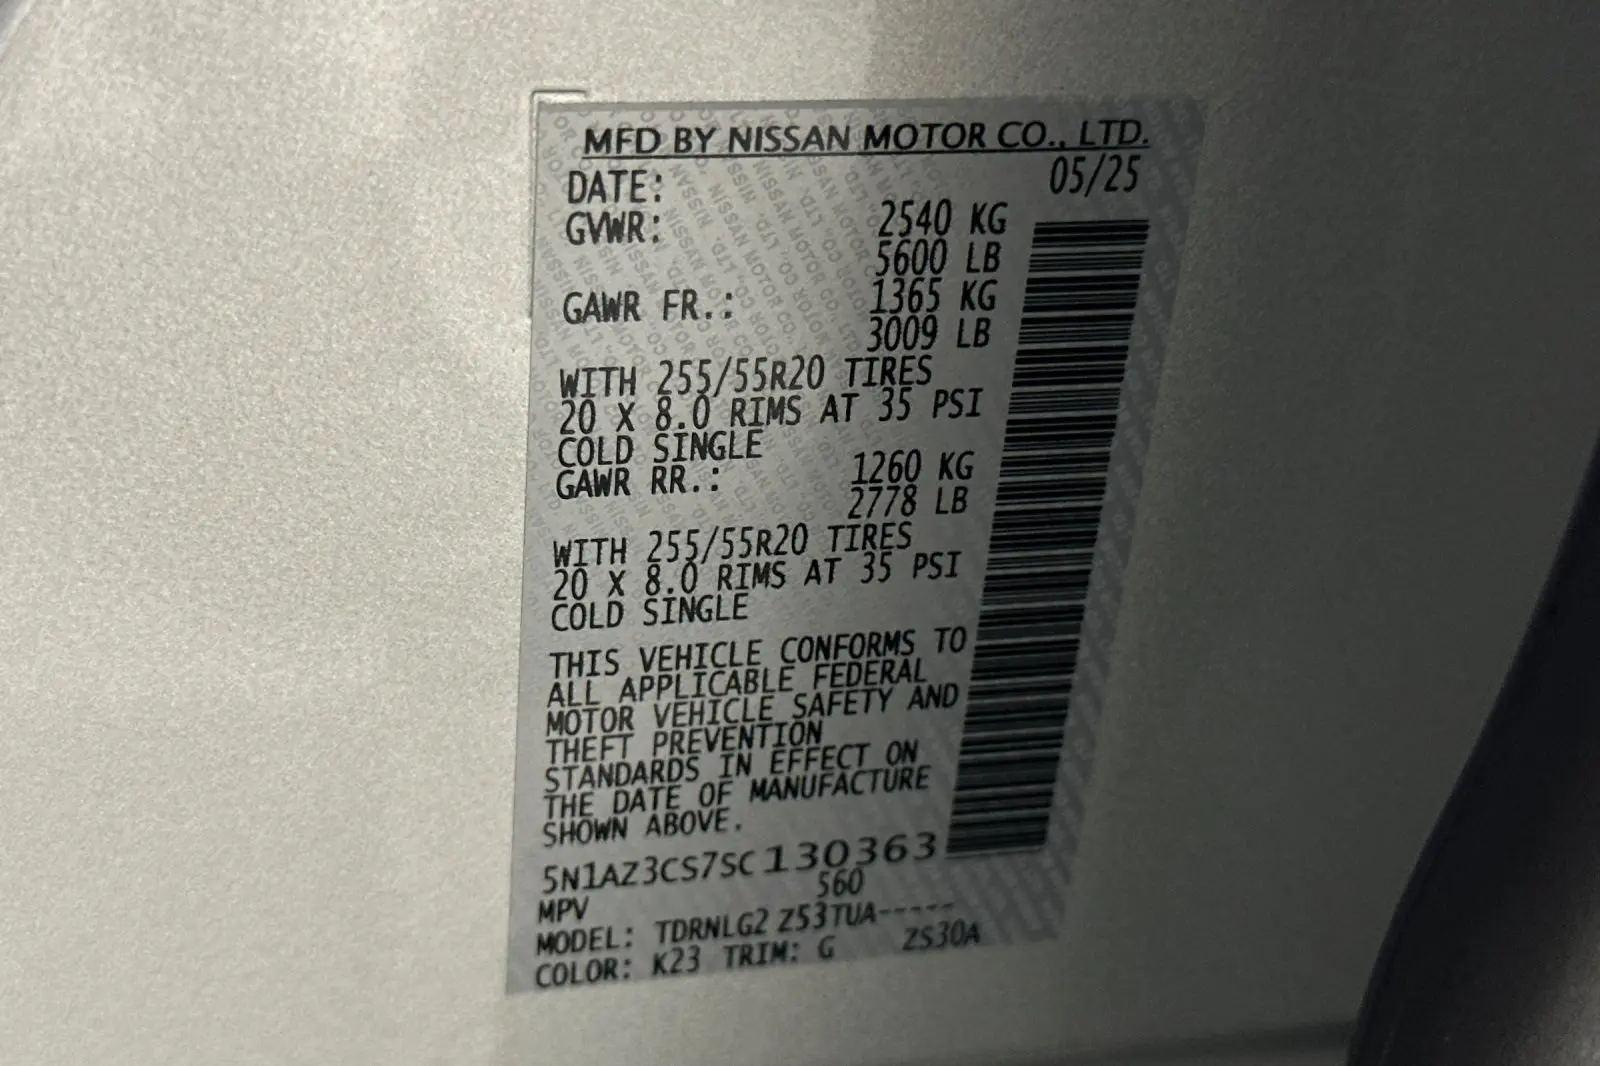 MFD BY NISSAN MOTOR CO., LTD.
DATE: 05/25
GVWR: 2540 KG
5600 LB
GAWR FR.: 1365 KG
3009 LB
WITH 255/55R20 TIRES
20 X 8.0 RIMS AT 35 PSI
COLD SINGLE
GAWR RR.: 1260 KG
2778 LB
WITH 255/55R20 TIRES
20 X 8.0 RIMS AT 35 PSI
COLD SINGLE
THIS VEHICLE CONFORMS TO
ALL APPLICABLE FEDERAL
MOTOR VEHICLE SAFETY AND
THEFT PREVENTION
STANDARDS IN EFFECT ON
THE DATE OF MANUFACTURE
SHOWN ABOVE.
5N1AZ3CS7SC130363
MPV 560
MODEL: TDRNLG2 Z53TUA-----
COLOR: K23 TRIM: G ZS30A